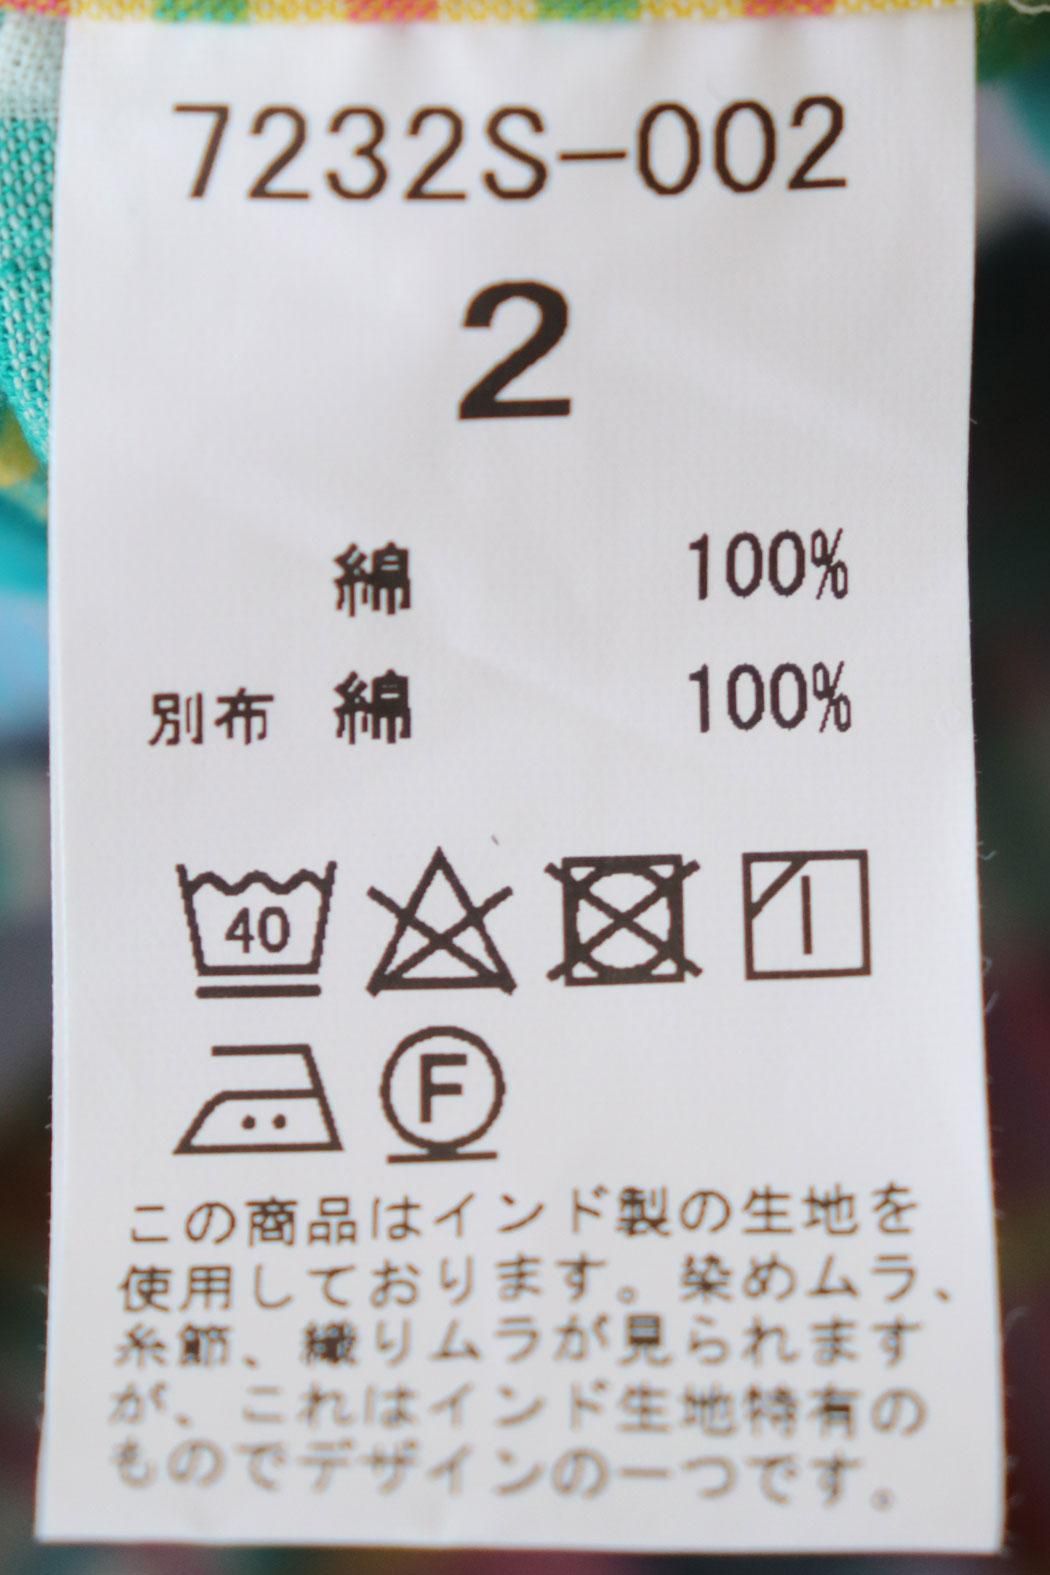 7232S-002
2
綿 100%
別布 綿 100%
40
F
この商品はインド製の生地を
使用しております。染めムラ、
糸節、織りムラが見られます
が、これはインド生地特有の
ものでデザインの一つです。